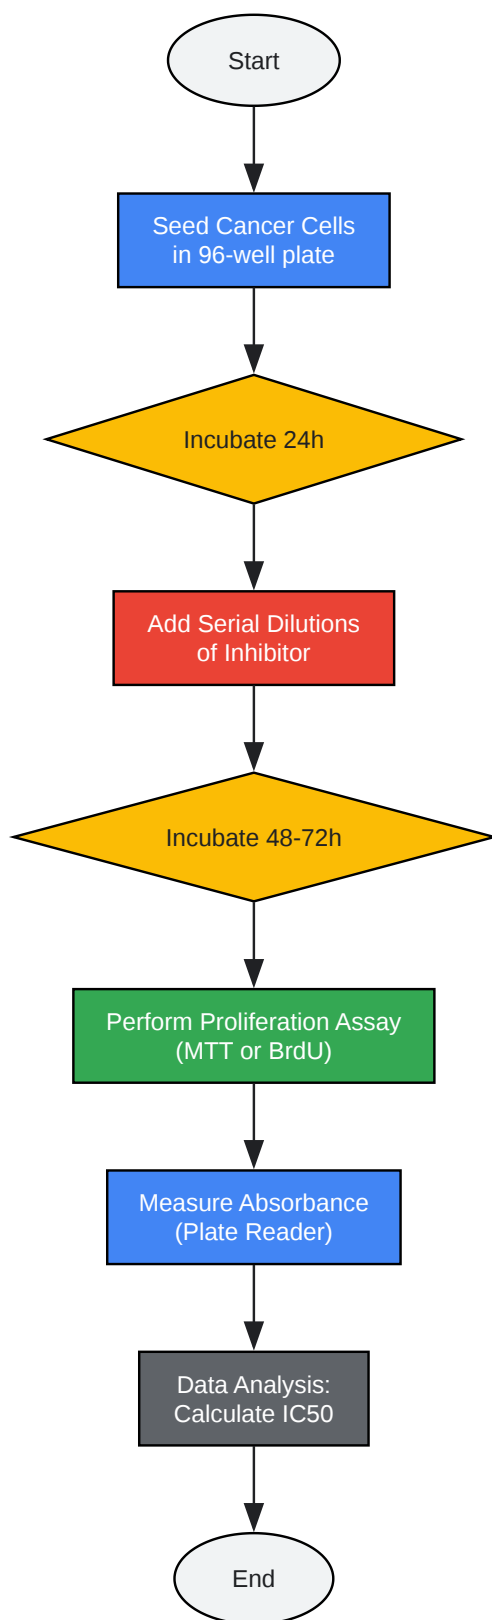 Start
Seed Cancer Cells
in 96-well plate
Incubate 24h
Add Serial Dilutions
of Inhibitor
Incubate 48-72h
Perform Proliferation Assay
(MTT or BrdU)
Measure Absorbance
(Plate Reader)
Data Analysis:
Calculate IC50
End